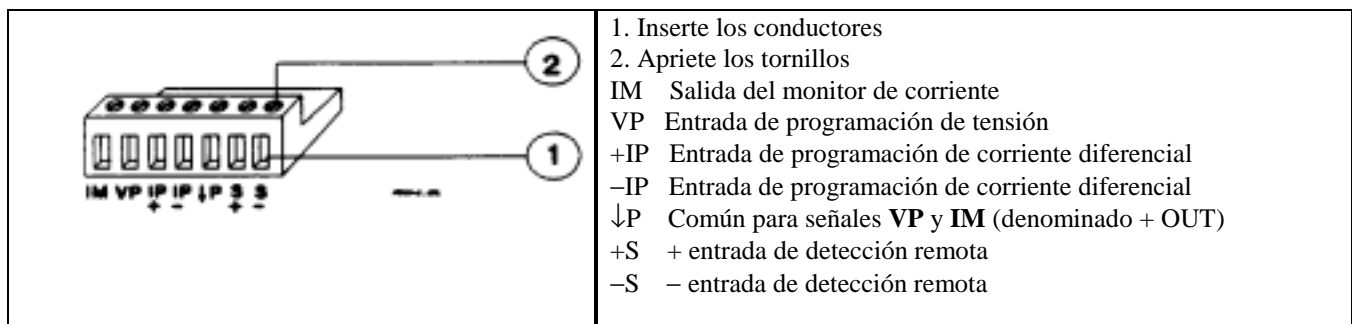 2
1
IM VP IP IP ↓P S S
+ - + -
1. Inserte los conductores
2. Apriete los tornillos
IM Salida del monitor de corriente
VP Entrada de programación de tensión
+IP Entrada de programación de corriente diferencial
−IP Entrada de programación de corriente diferencial
↓P Común para señales VP y IM (denominado + OUT)
+S + entrada de detección remota
−S − entrada de detección remota